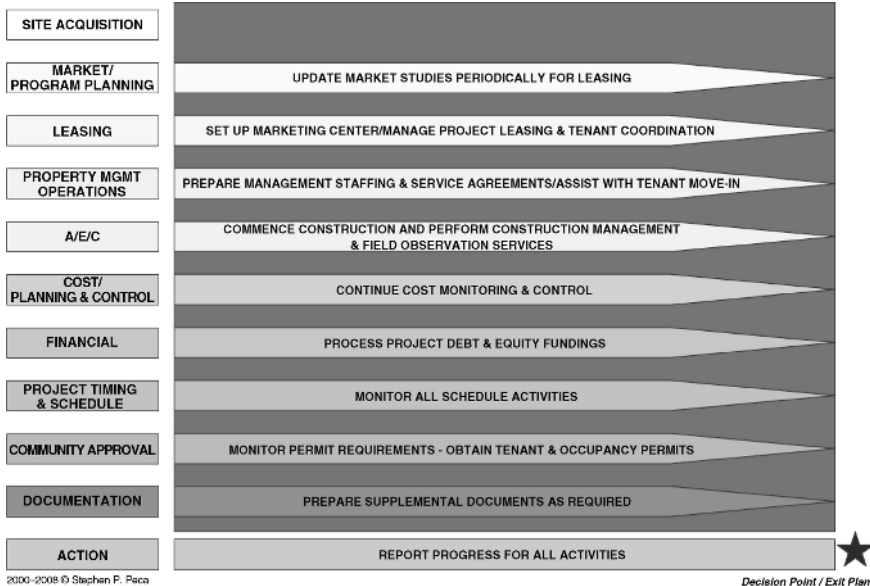 SITE ACQUISITION
MARKET/
PROGRAM PLANNING
UPDATE MARKET STUDIES PERIODICALLY FOR LEASING
LEASING
SET UP MARKETING CENTER/MANAGE PROJECT LEASING & TENANT COORDINATION
PROPERTY MGMT
OPERATIONS
PREPARE MANAGEMENT STAFFING & SERVICE AGREEMENTS/ASSIST WITH TENANT MOVE-IN
A/E/C
COMMENCE CONSTRUCTION AND PERFORM CONSTRUCTION MANAGEMENT
& FIELD OBSERVATION SERVICES
COST/
PLANNING & CONTROL
CONTINUE COST MONITORING & CONTROL
FINANCIAL
PROCESS PROJECT DEBT & EQUITY FUNDINGS
PROJECT TIMING
& SCHEDULE
MONITOR ALL SCHEDULE ACTIVITIES
COMMUNITY APPROVAL
MONITOR PERMIT REQUIREMENTS - OBTAIN TENANT & OCCUPANCY PERMITS
DOCUMENTATION
PREPARE SUPPLEMENTAL DOCUMENTS AS REQUIRED
ACTION
REPORT PROGRESS FOR ALL ACTIVITIES
2000–2008 © Stephen P. Peca
Decision Point / Exit Plan